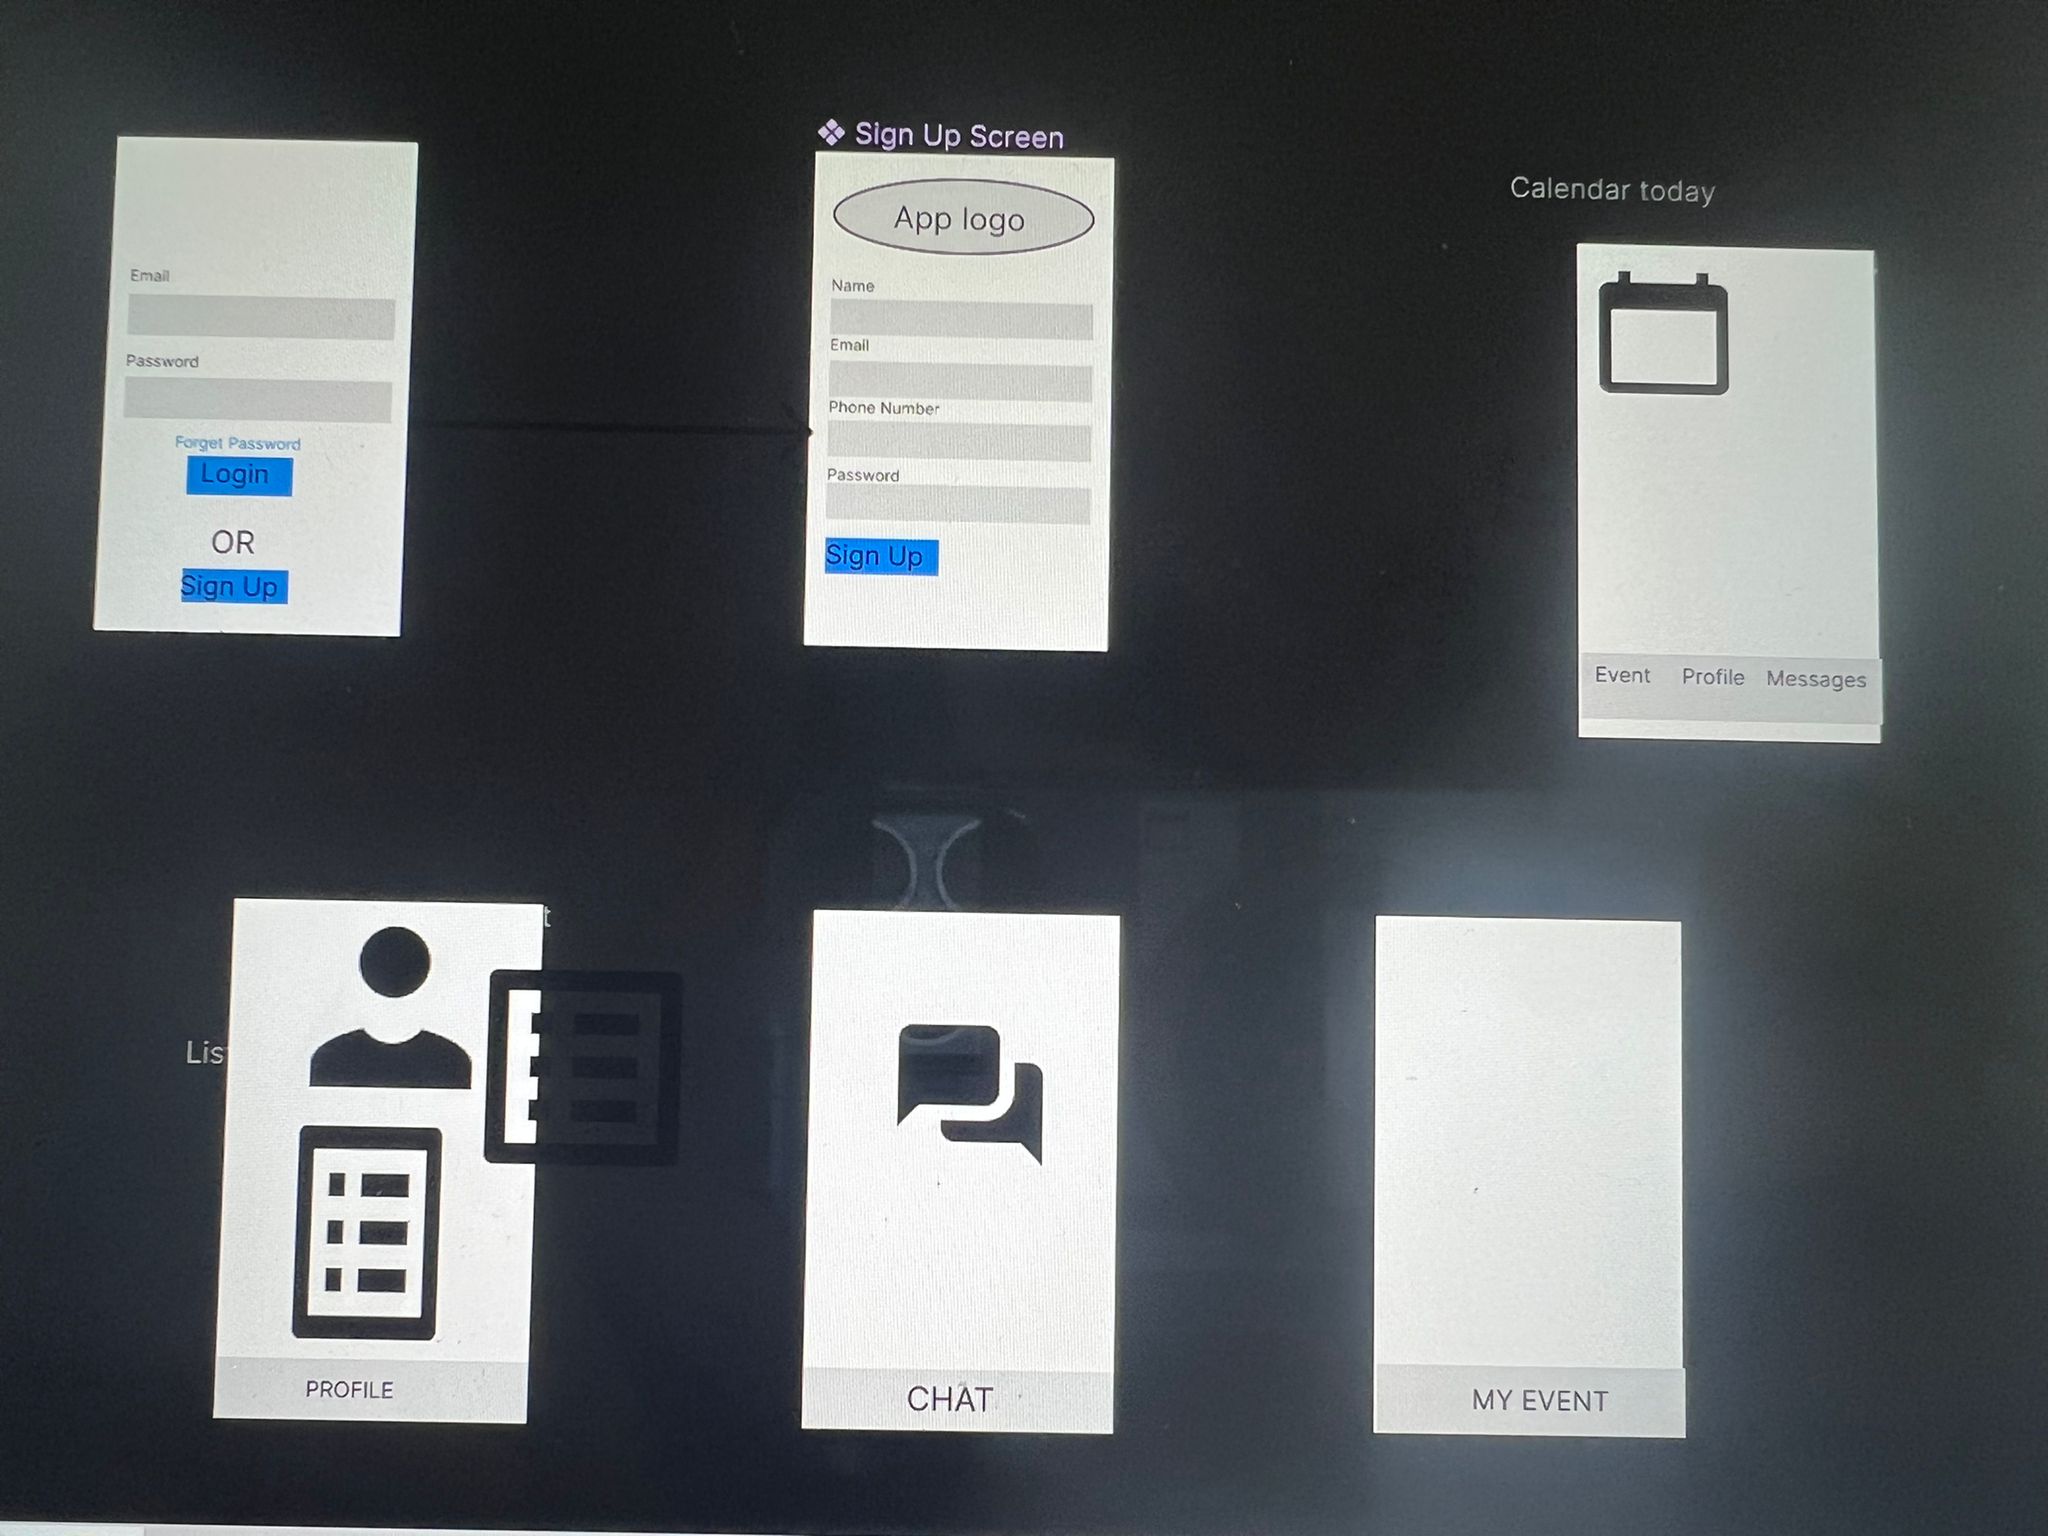 Email
Password
Forget Password
Login
OR
Sign Up
Sign Up Screen
App logo
Name
Email
Phone Number
Password
Sign Up
Calendar today
Event Profile Messages
Lis
t
PROFILE
CHAT
MY EVENT